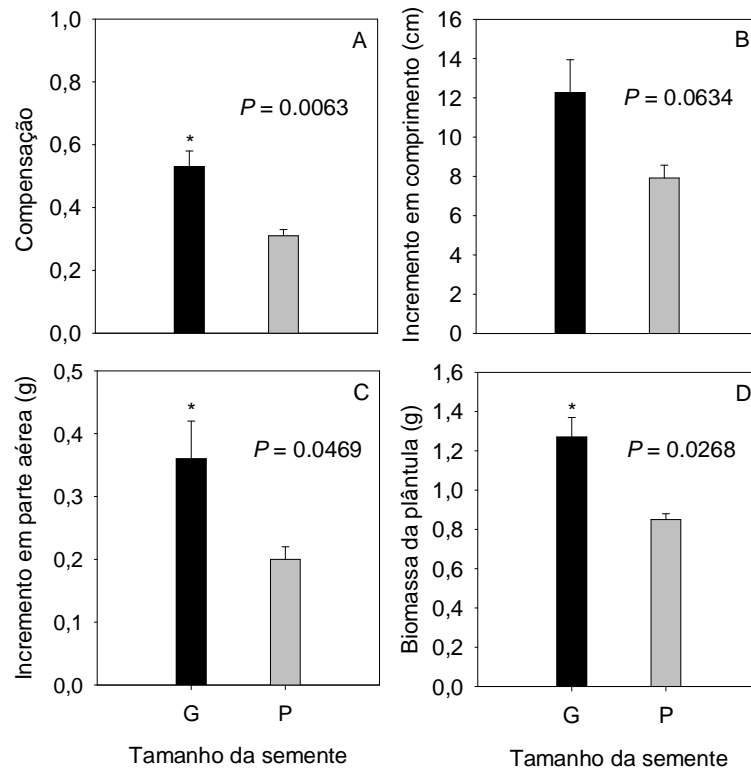 A
Compensação
1,0
0,8
0,6
0,4
0,2
0,0
*
P = 0.0063
B
Incremento em comprimento (cm)
16
14
12
10
8
6
4
2
0
P = 0.0634
C
Incremento em parte aérea (g)
0,5
0,4
0,3
0,2
0,1
0,0
*
P = 0.0469
G P
Tamanho da semente
D
Biomassa da plântula (g)
1,6
1,4
1,2
1,0
0,8
0,6
0,4
0,2
0,0
*
P = 0.0268
G P
Tamanho da semente